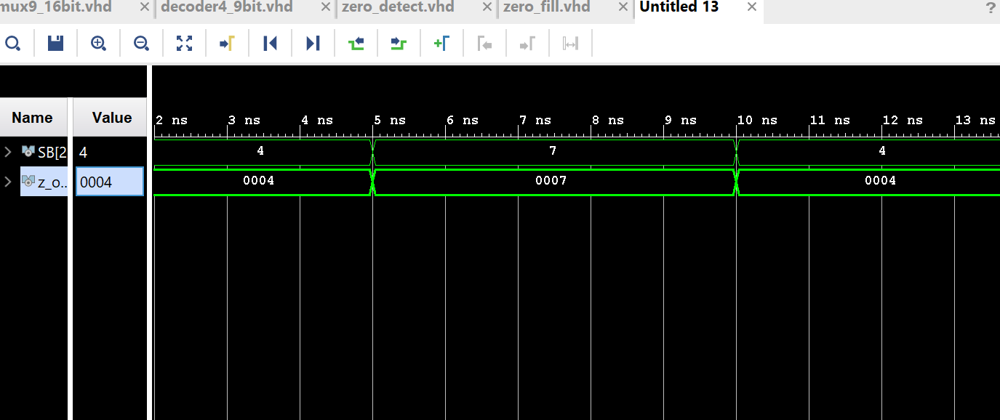 mux9_16bit.vhd × decoder4_9bit.vhd × zero_detect.vhd × zero_fill.vhd × Untitled 13 × ?
Name Value 2 ns 3 ns 4 ns 5 ns 6 ns 7 ns 8 ns 9 ns 10 ns 11 ns 12 ns 13 ns
SB[2 4 4 7 4
z_o.. 0004 0004 0007 0004